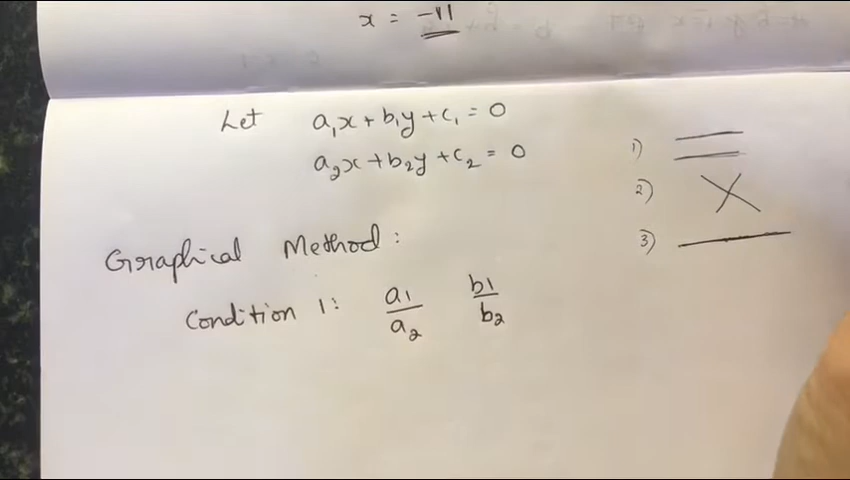 x = -11
Let a₁x + b₁y + c₁ = 0
a₂x + b₂y + c₂ = 0
1)
2)
3)
Graphical Method :
Condition 1: a₁/a₂ b1/b₂